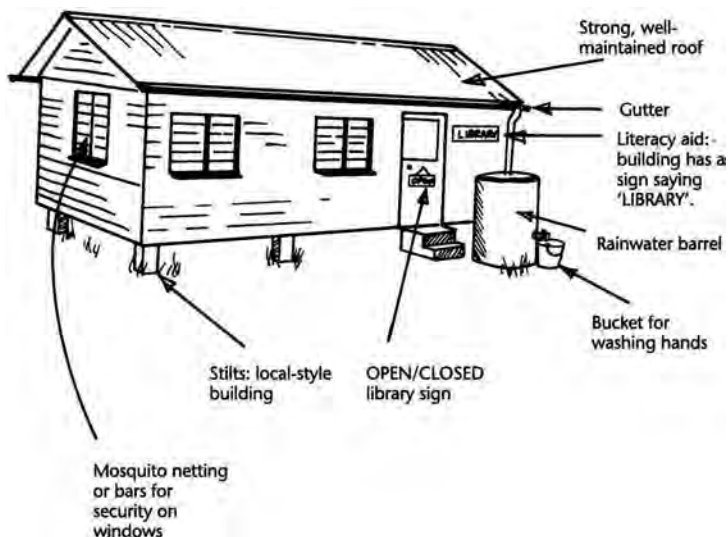 Strong, well-
maintained roof
Gutter
LIBRARY
Literacy aid:
building has a
sign saying
‘LIBRARY’.
OPEN
Rainwater barrel
Bucket for
washing hands
Stilts: local-style
building
OPEN/CLOSED
library sign
Mosquito netting
or bars for
security on
windows